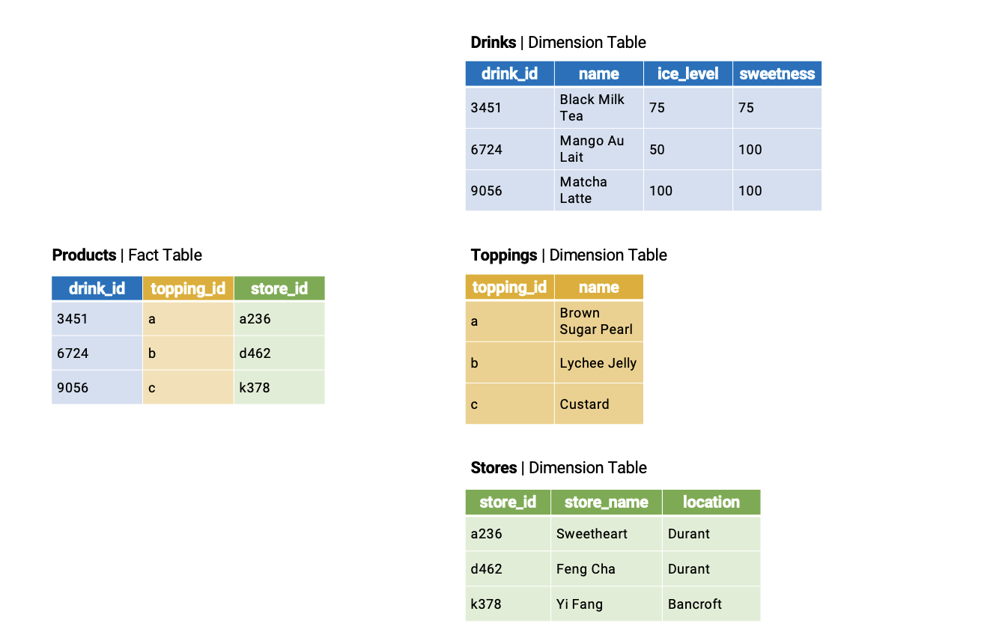 Drinks | Dimension Table
drink_id name ice_level sweetness
3451 Black Milk Tea 75 75
6724 Mango Au Lait 50 100
9056 Matcha Latte 100 100
Products | Fact Table
drink_id topping_id store_id
3451 a a236
6724 b d462
9056 c k378
Toppings | Dimension Table
topping_id name
a Brown Sugar Pearl
b Lychee Jelly
c Custard
Stores | Dimension Table
store_id store_name location
a236 Sweetheart Durant
d462 Feng Cha Durant
k378 Yi Fang Bancroft